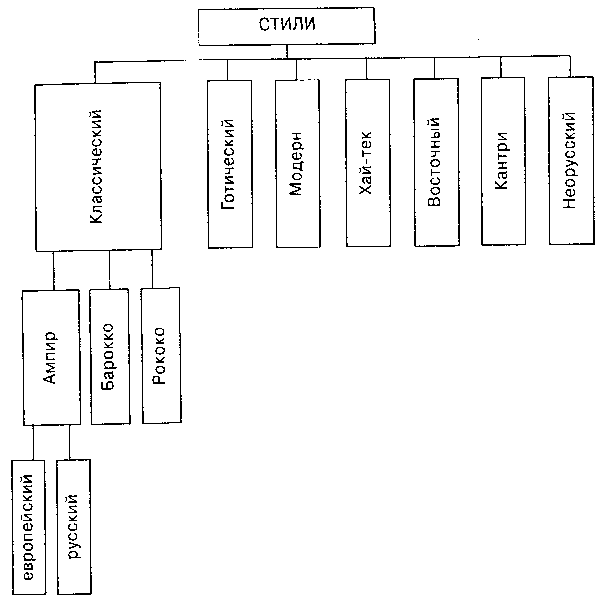 СТИЛИ
Классический
Готический
Модерн
Хай-тек
Восточный
Кантри
Неорусский
Ампир
Барокко
Рококо
европейский
русский